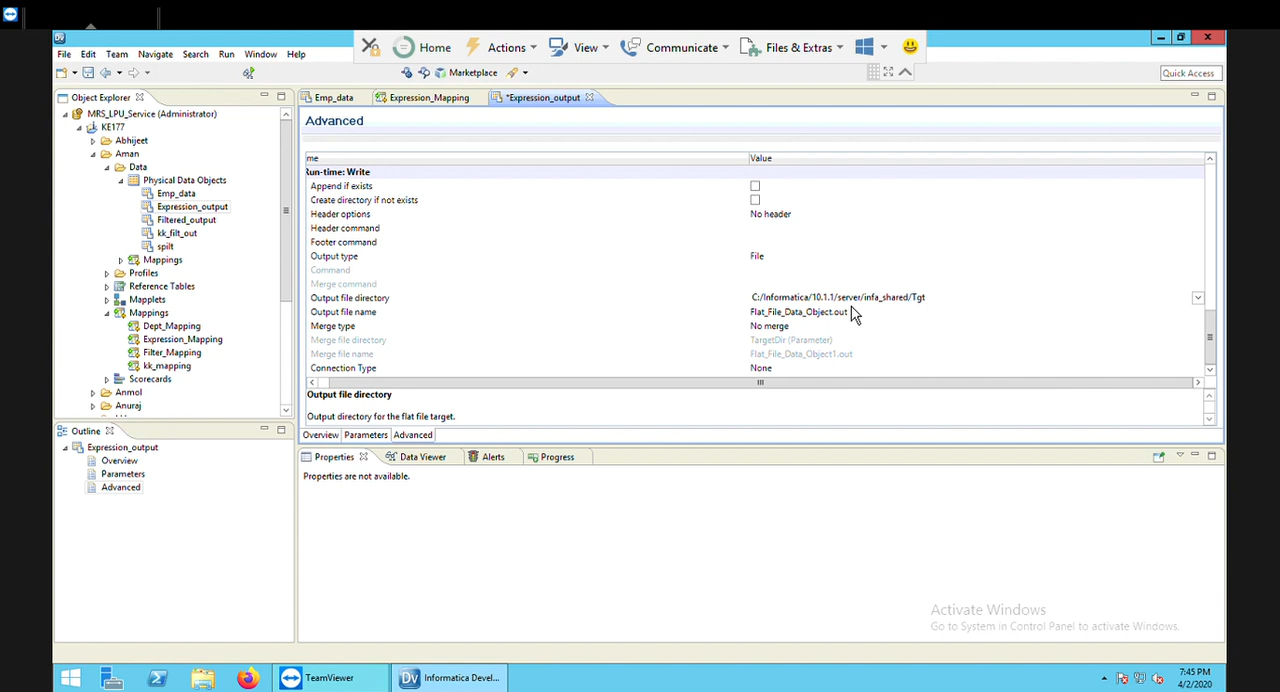 File Edit Team Navigate Search Run Window Help
Home Actions View Communicate Files & Extras
Marketplace
Quick Access
Object Explorer
MRS_LPU_Service (Administrator)
KE177
Abhijeet
Aman
Data
Physical Data Objects
Emp_data
Expression_output
Filtered_output
kk_filt_out
spilt
Mappings
Profiles
Reference Tables
Mapplets
Mappings
Dept_Mapping
Expression_Mapping
Filter_Mapping
kk_mapping
Scorecards
Anmol
Anuraj
Outline
Expression_output
Overview
Parameters
Advanced
Emp_data Expression_Mapping *Expression_output
Advanced
me Value
Run-time: Write
Append if exists
Create directory if not exists
Header options No header
Header command
Footer command
Output type File
Command
Merge command
Output file directory C:/Informatica/10.1.1/server/infa_shared/Tgt
Output file name Flat_File_Data_Object.out
Merge type No merge
Merge file directory TargetDir (Parameter)
Merge file name Flat_File_Data_Object1.out
Connection Type None
Output file directory
Output directory for the flat file target.
Overview Parameters Advanced
Properties Data Viewer Alerts Progress
Properties are not available.
Activate Windows
Go to System in Control Panel to activate Windows.
TeamViewer
Dv Informatica Devel...
7:45 PM
4/2/2020